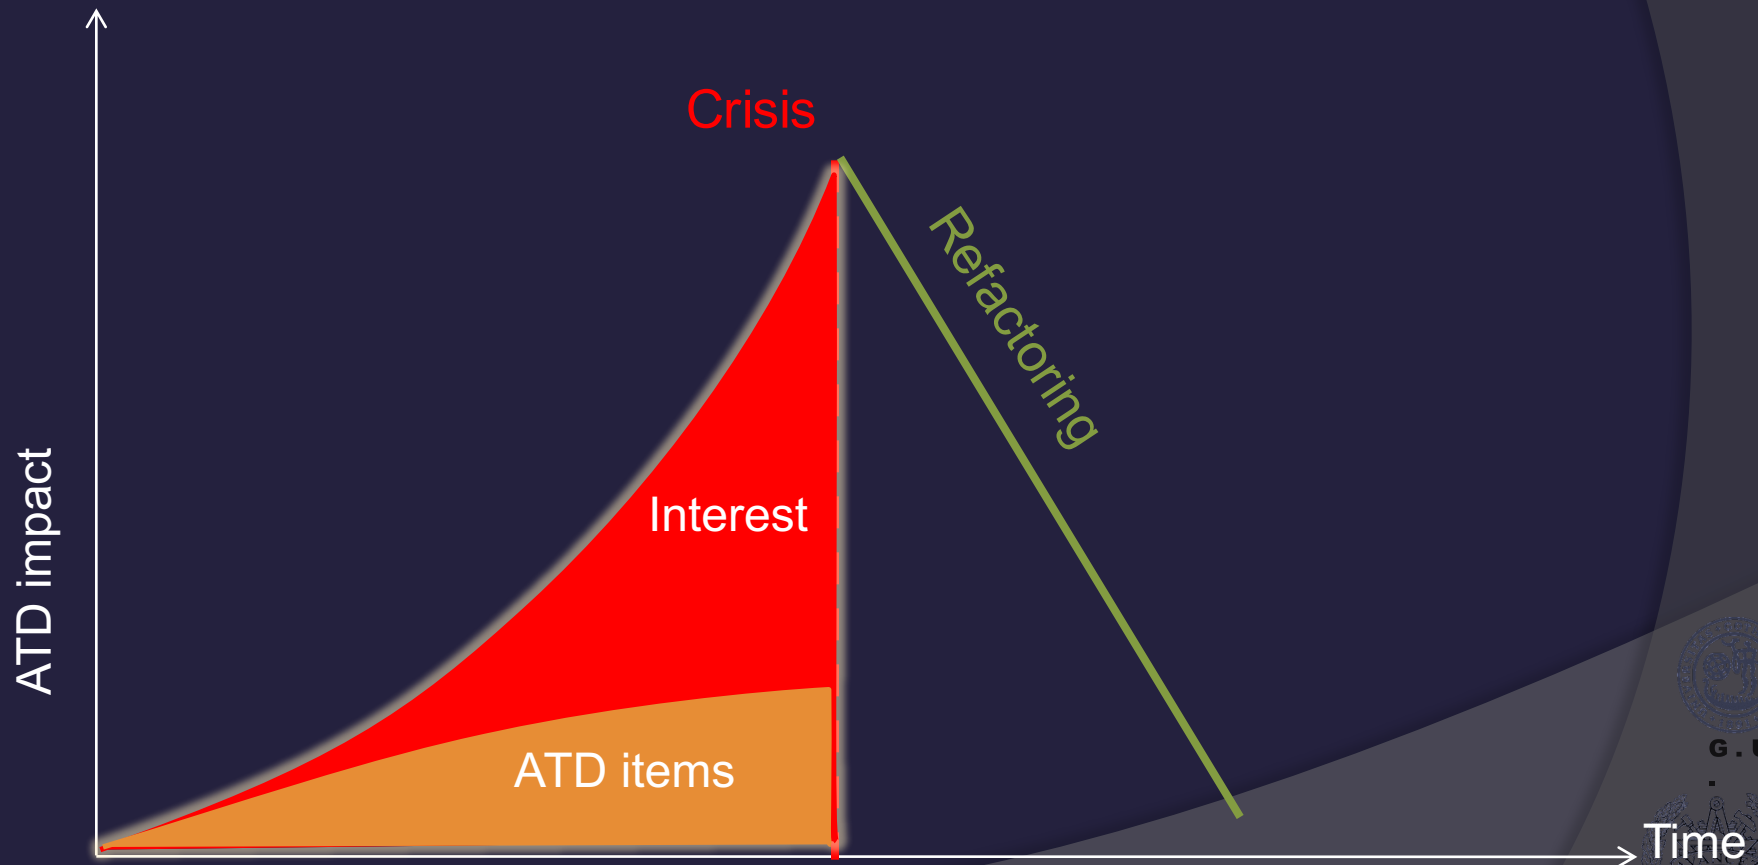 Crisis
Refactoring
Interest
ATD impact
ATD items
G.U
.
Time